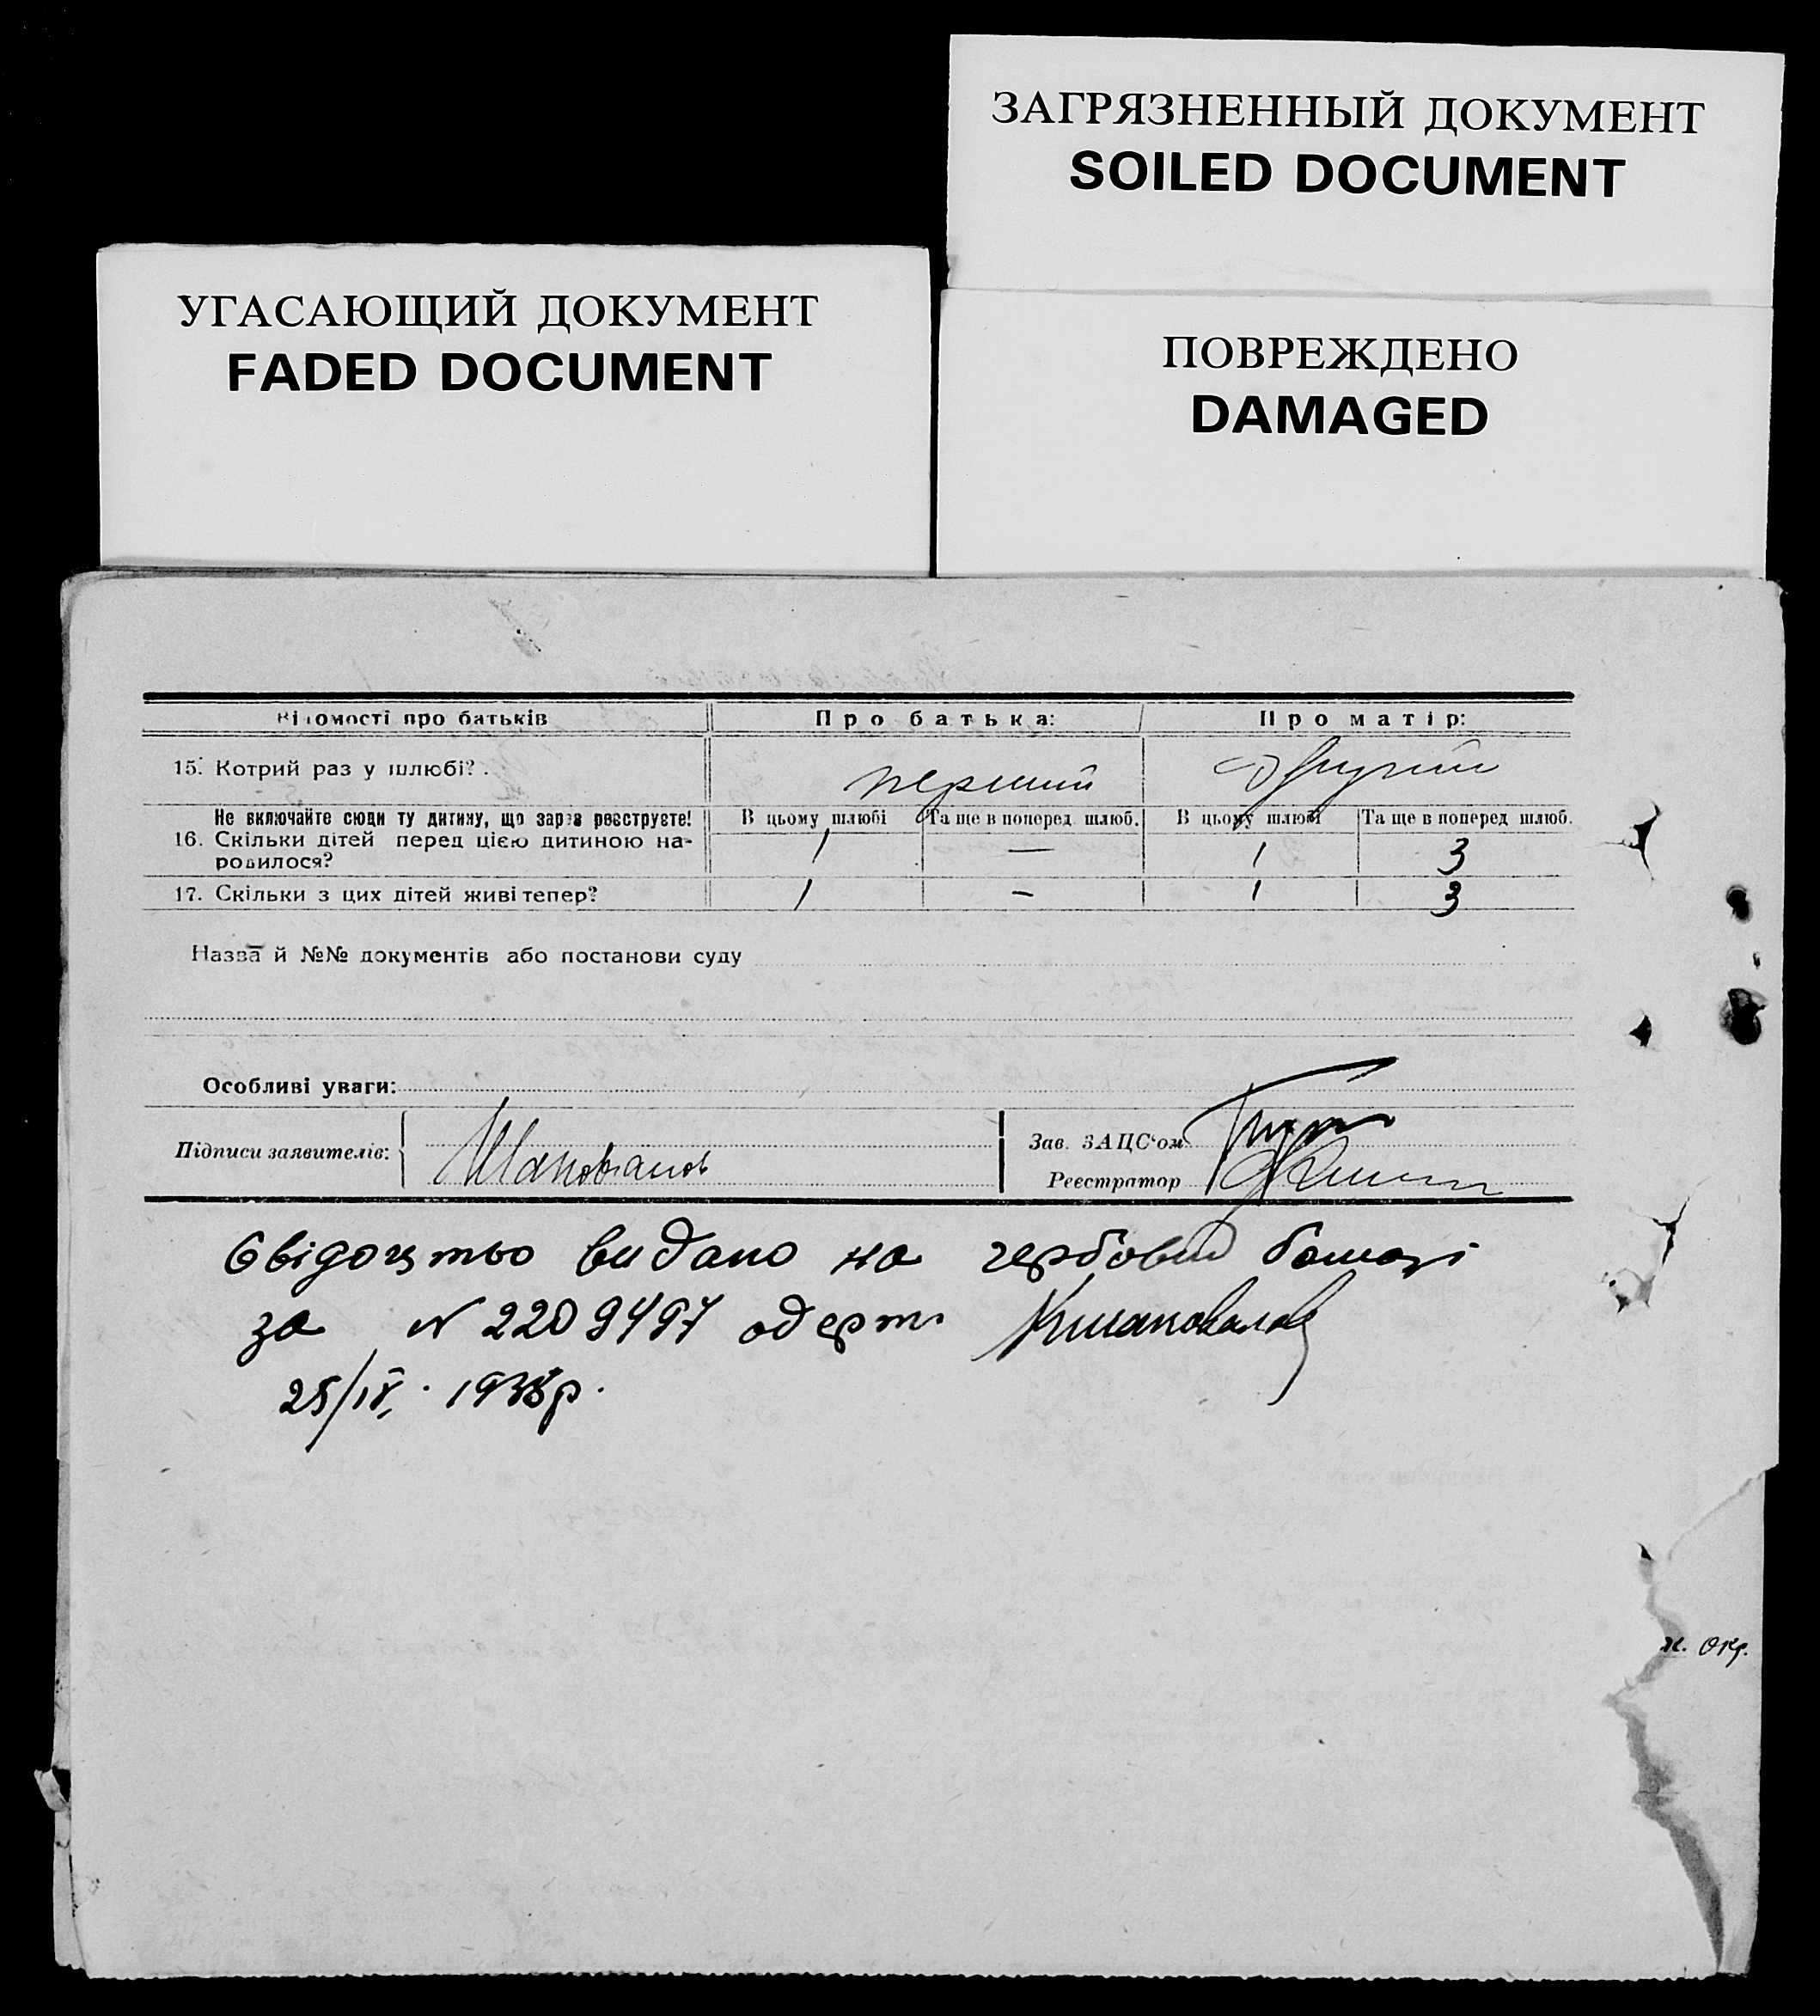 ЗАГРЯЗНЕННЫЙ ДОКУМЕНТ
SOILED DOCUMENT
УГАСАЮЩИЙ ДОКУМЕНТ
FADED DOCUMENT
ПОВРЕЖДЕНО
DAMAGED
Відомості про батьків Про батька: Про матір:
15. Котрий раз у шлюбі? перший другий
Не включайте сюди ту дитину, що зараз реєструєте! В цьому шлюбі Та ще в поперед. шлюб. В цьому шлюбі Та ще в поперед. шлюб.
16. Скільки дітей перед цією дитиною на-
родилося? 1 — 1 3
17. Скільки з цих дітей живі тепер? 1 — 1 3
Назва й №№ документів або постанови суду
Особливі уваги:
Підписи заявителів: Шаповалов
Зав. ЗАЦС'ом
Реєстратор
Свідоцтво видано на гербовій бомазі
за N 2209497 одерж Кшаповалов
25/IV. 1938р.